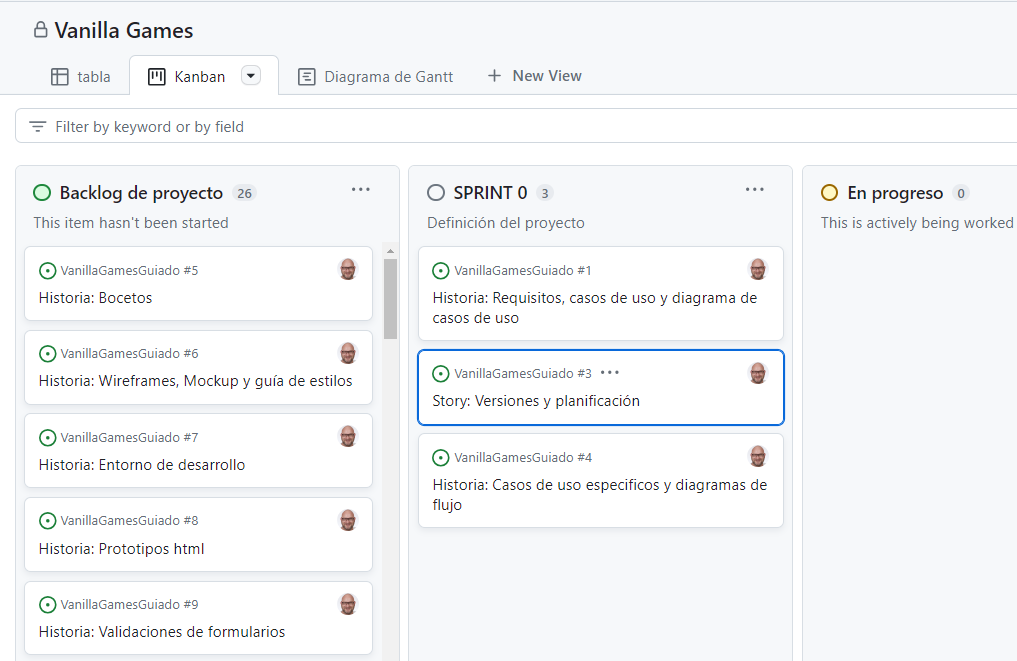 Vanilla Games
tabla
Kanban
Diagrama de Gantt
New View
Filter by keyword or by field
Backlog de proyecto 26
This item hasn't been started
VanillaGamesGuiado #5
Historia: Bocetos
VanillaGamesGuiado #6
Historia: Wireframes, Mockup y guía de estilos
VanillaGamesGuiado #7
Historia: Entorno de desarrollo
VanillaGamesGuiado #8
Historia: Prototipos html
VanillaGamesGuiado #9
Historia: Validaciones de formularios
SPRINT 0 3
Definición del proyecto
VanillaGamesGuiado #1
Historia: Requisitos, casos de uso y diagrama de
casos de uso
VanillaGamesGuiado #3
Story: Versiones y planificación
VanillaGamesGuiado #4
Historia: Casos de uso especificos y diagramas de
flujo
En progreso 0
This is actively being worked